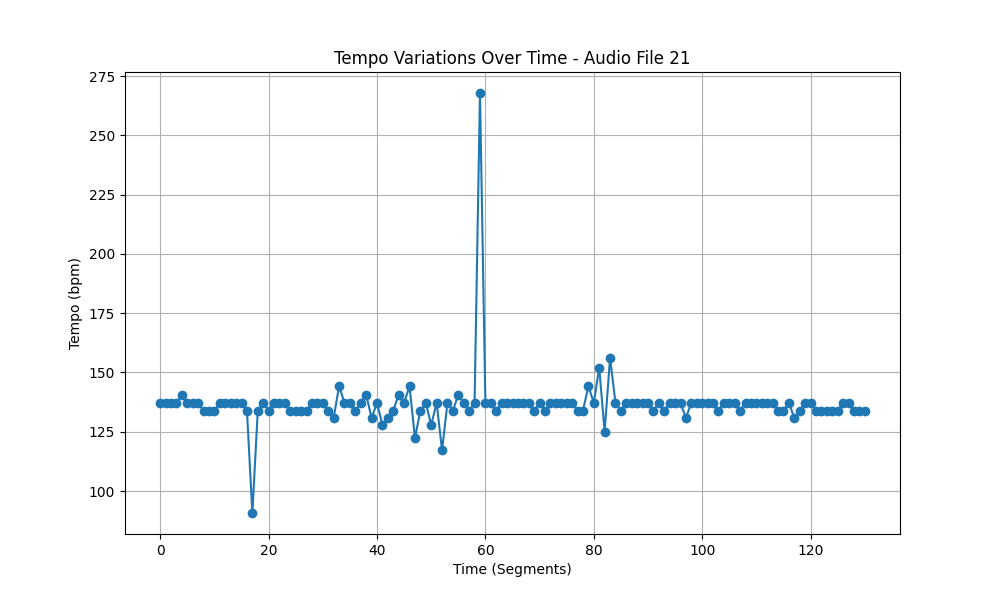 Tempo Variations Over Time - Audio File 21
Tempo (bpm)
275
250
225
200
175
150
125
100
0 20 40 60 80 100 120
Time (Segments)